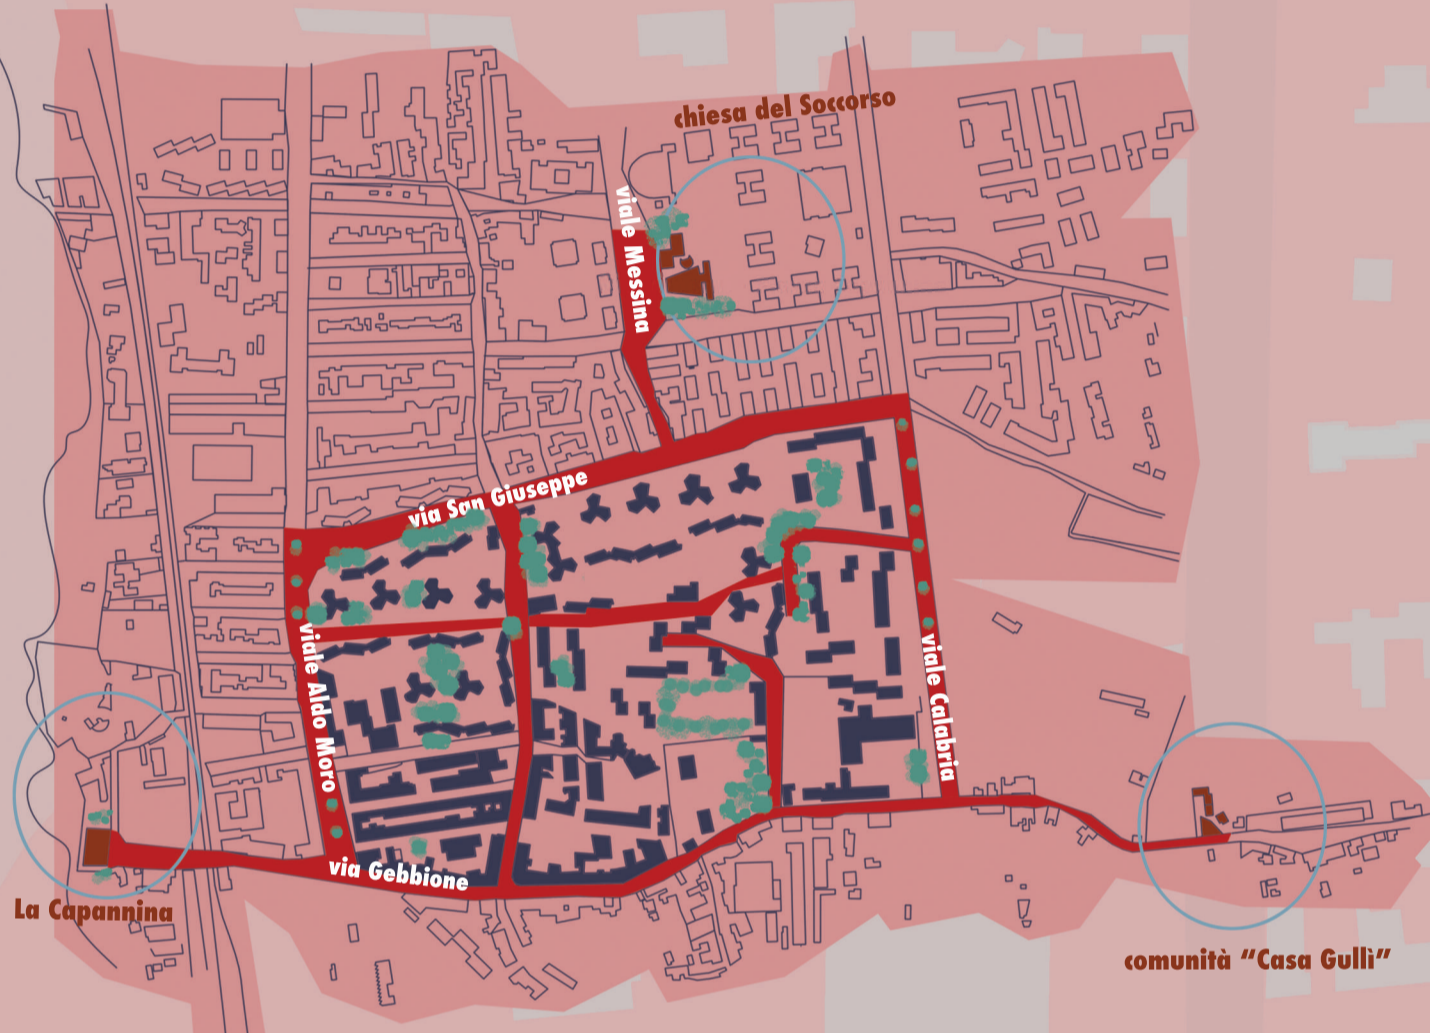 chiesa del Soccorso
viale Messina
via San Giuseppe
viale Aldo Moro
viale Calabria
via Gebbione
La Capannina
comunità “Casa Gullì”